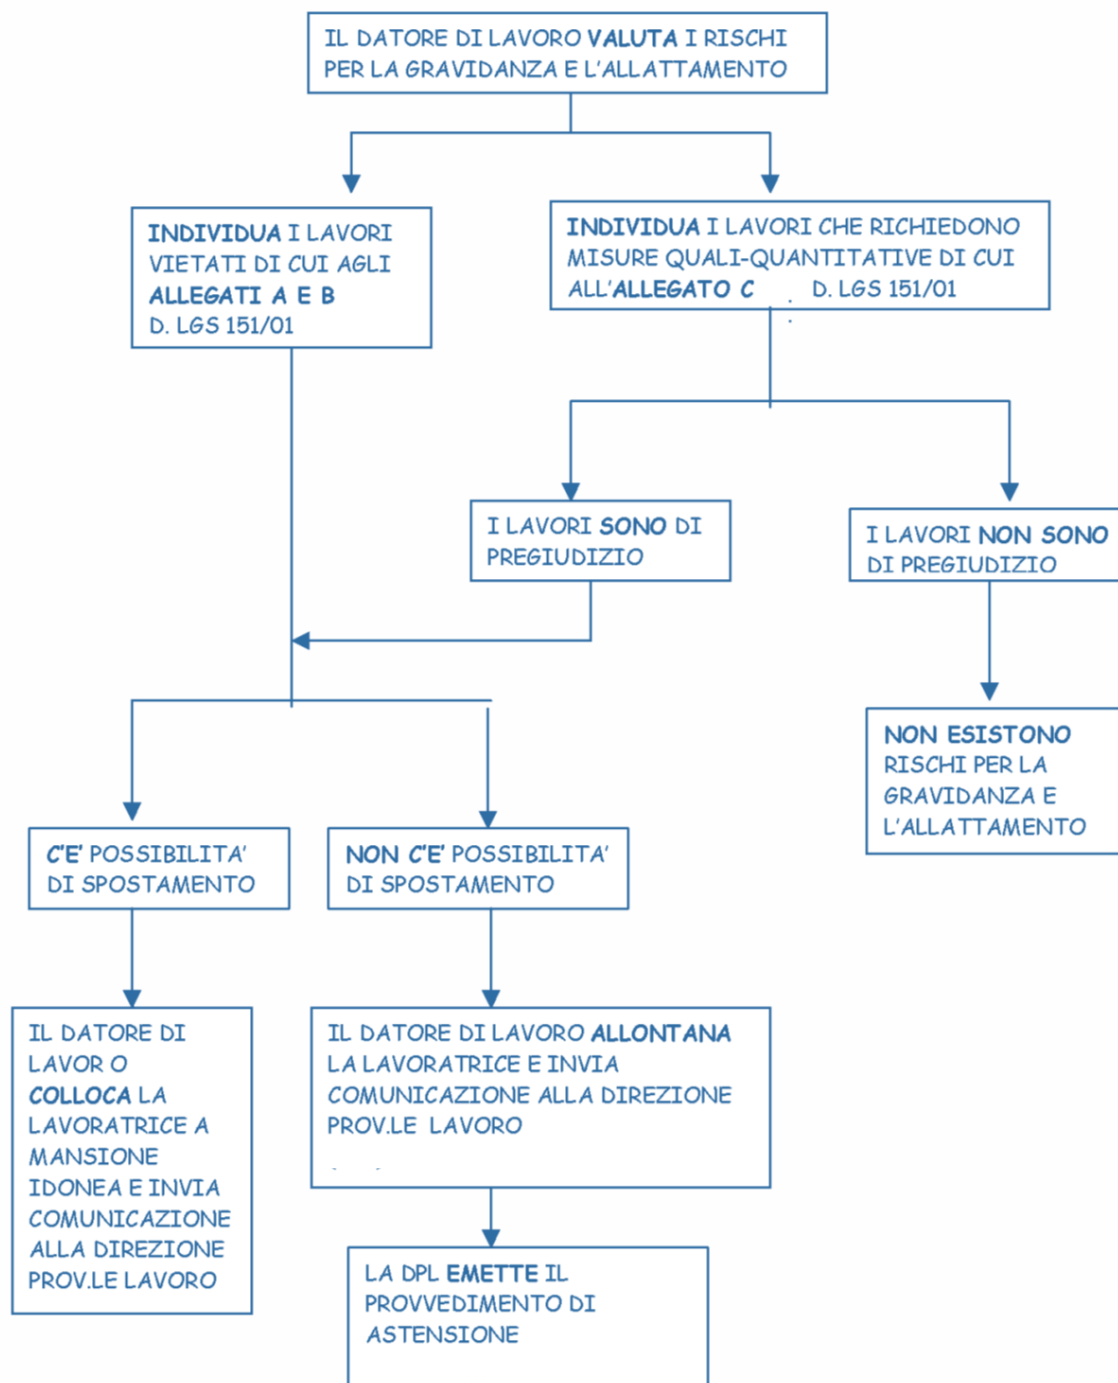 IL DATORE DI LAVORO VALUTA I RISCHI
PER LA GRAVIDANZA E L'ALLATTAMENTO
INDIVIDUA I LAVORI
VIETATI DI CUI AGLI
ALLEGATI A E B
D. LGS 151/01
INDIVIDUA I LAVORI CHE RICHIEDONO
MISURE QUALI-QUANTITATIVE DI CUI
ALL'ALLEGATO C D. LGS 151/01
I LAVORI SONO DI
PREGIUDIZIO
I LAVORI NON SONO
DI PREGIUDIZIO
NON ESISTONO
RISCHI PER LA
GRAVIDANZA E
L'ALLATTAMENTO
C'E' POSSIBILITA'
DI SPOSTAMENTO
NON C'E' POSSIBILITA'
DI SPOSTAMENTO
IL DATORE DI
LAVOR O
COLLOCA LA
LAVORATRICE A
MANSIONE
IDONEA E INVIA
COMUNICAZIONE
ALLA DIREZIONE
PROV.LE LAVORO
IL DATORE DI LAVORO ALLONTANA
LA LAVORATRICE E INVIA
COMUNICAZIONE ALLA DIREZIONE
PROV.LE LAVORO
LA DPL EMETTE IL
PROVVEDIMENTO DI
ASTENSIONE